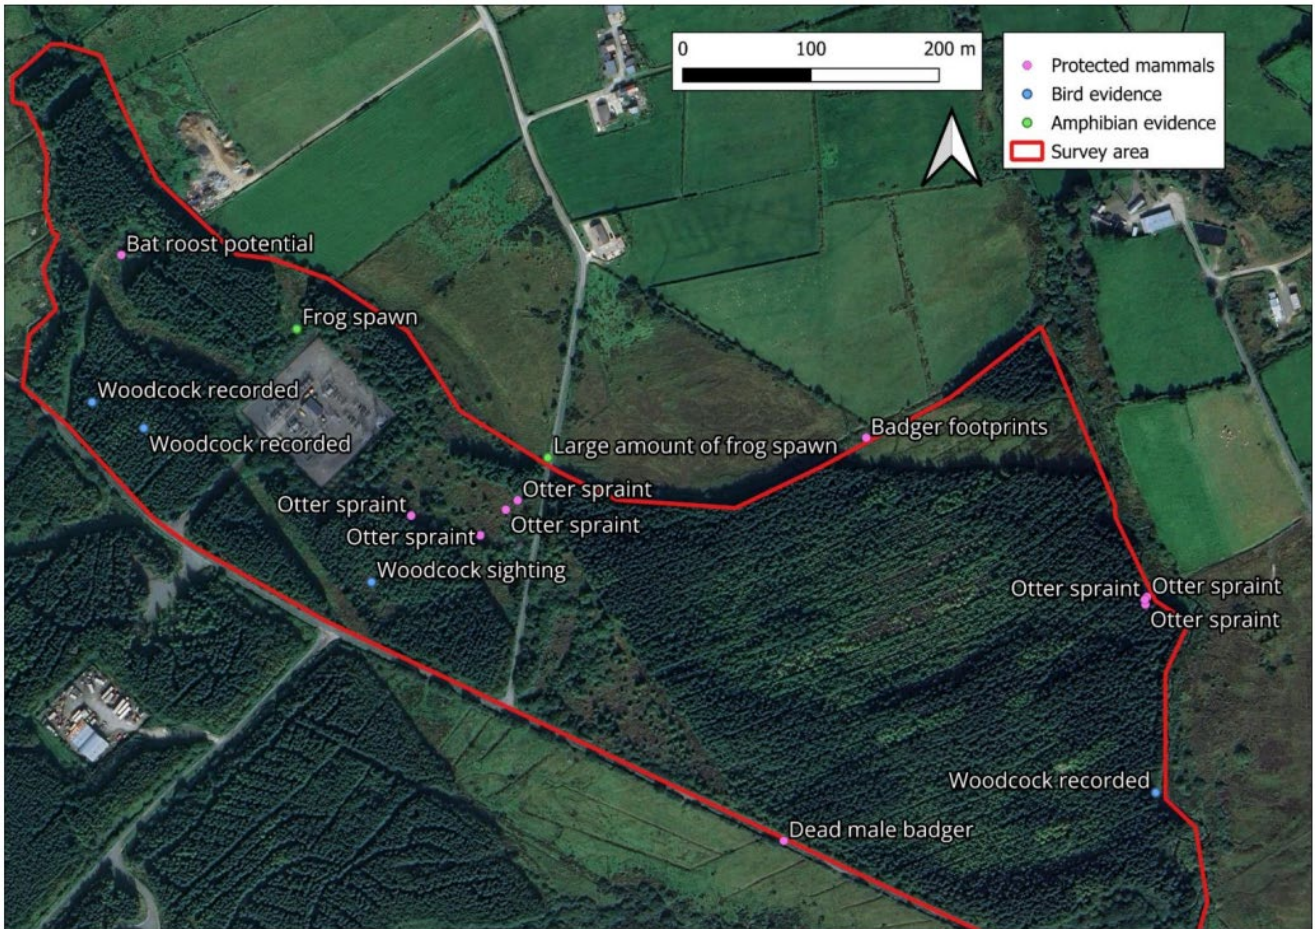 0 100 200 m
Protected mammals
Bird evidence
Amphibian evidence
Survey area
Bat roost potential
Frog spawn
Woodcock recorded
Woodcock recorded
Large amount of frog spawn
Badger footprints
Otter spraint
Otter spraint
Otter spraint
Otter spraint
Woodcock sighting
Otter spraint
Otter spraint
Otter spraint
Woodcock recorded
Dead male badger